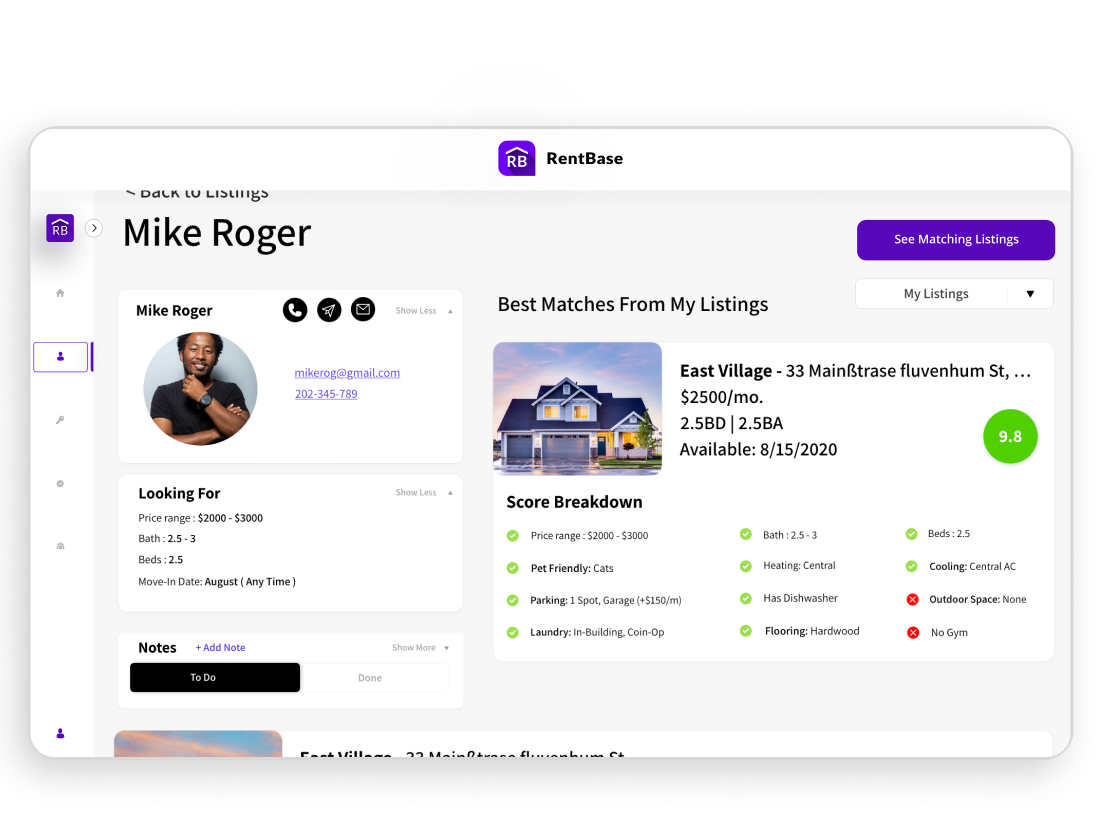 RB RentBase
< Back to Listings
RB
Mike Roger
See Matching Listings
My Listings
Best Matches From My Listings
Mike Roger
Show Less
mikerog@gmail.com
202-345-789
Looking For
Show Less
Price range : $2000 - $3000
Bath : 2.5 - 3
Beds : 2.5
Move-In Date: August ( Any Time )
Notes
+ Add Note
Show More
To Do
Done
East Village - 33 Mainßtrase fluvenhum St, ...
$2500/mo.
2.5BD | 2.5BA
Available: 8/15/2020
9.8
Score Breakdown
Price range : $2000 - $3000
Bath : 2.5 - 3
Beds : 2.5
Pet Friendly: Cats
Heating: Central
Cooling: Central AC
Parking: 1 Spot, Garage (+$150/m)
Has Dishwasher
Outdoor Space: None
Laundry: In-Building, Coin-Op
Flooring: Hardwood
No Gym
East Village - 33 Mainßtrase fluvenhum St